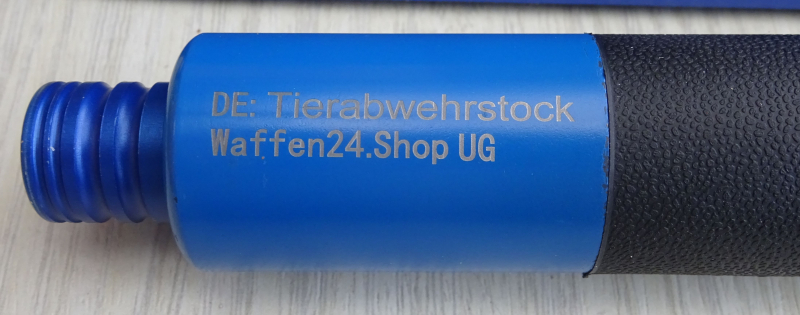 DE: Tierabwehrstock
Waffen24.Shop UG